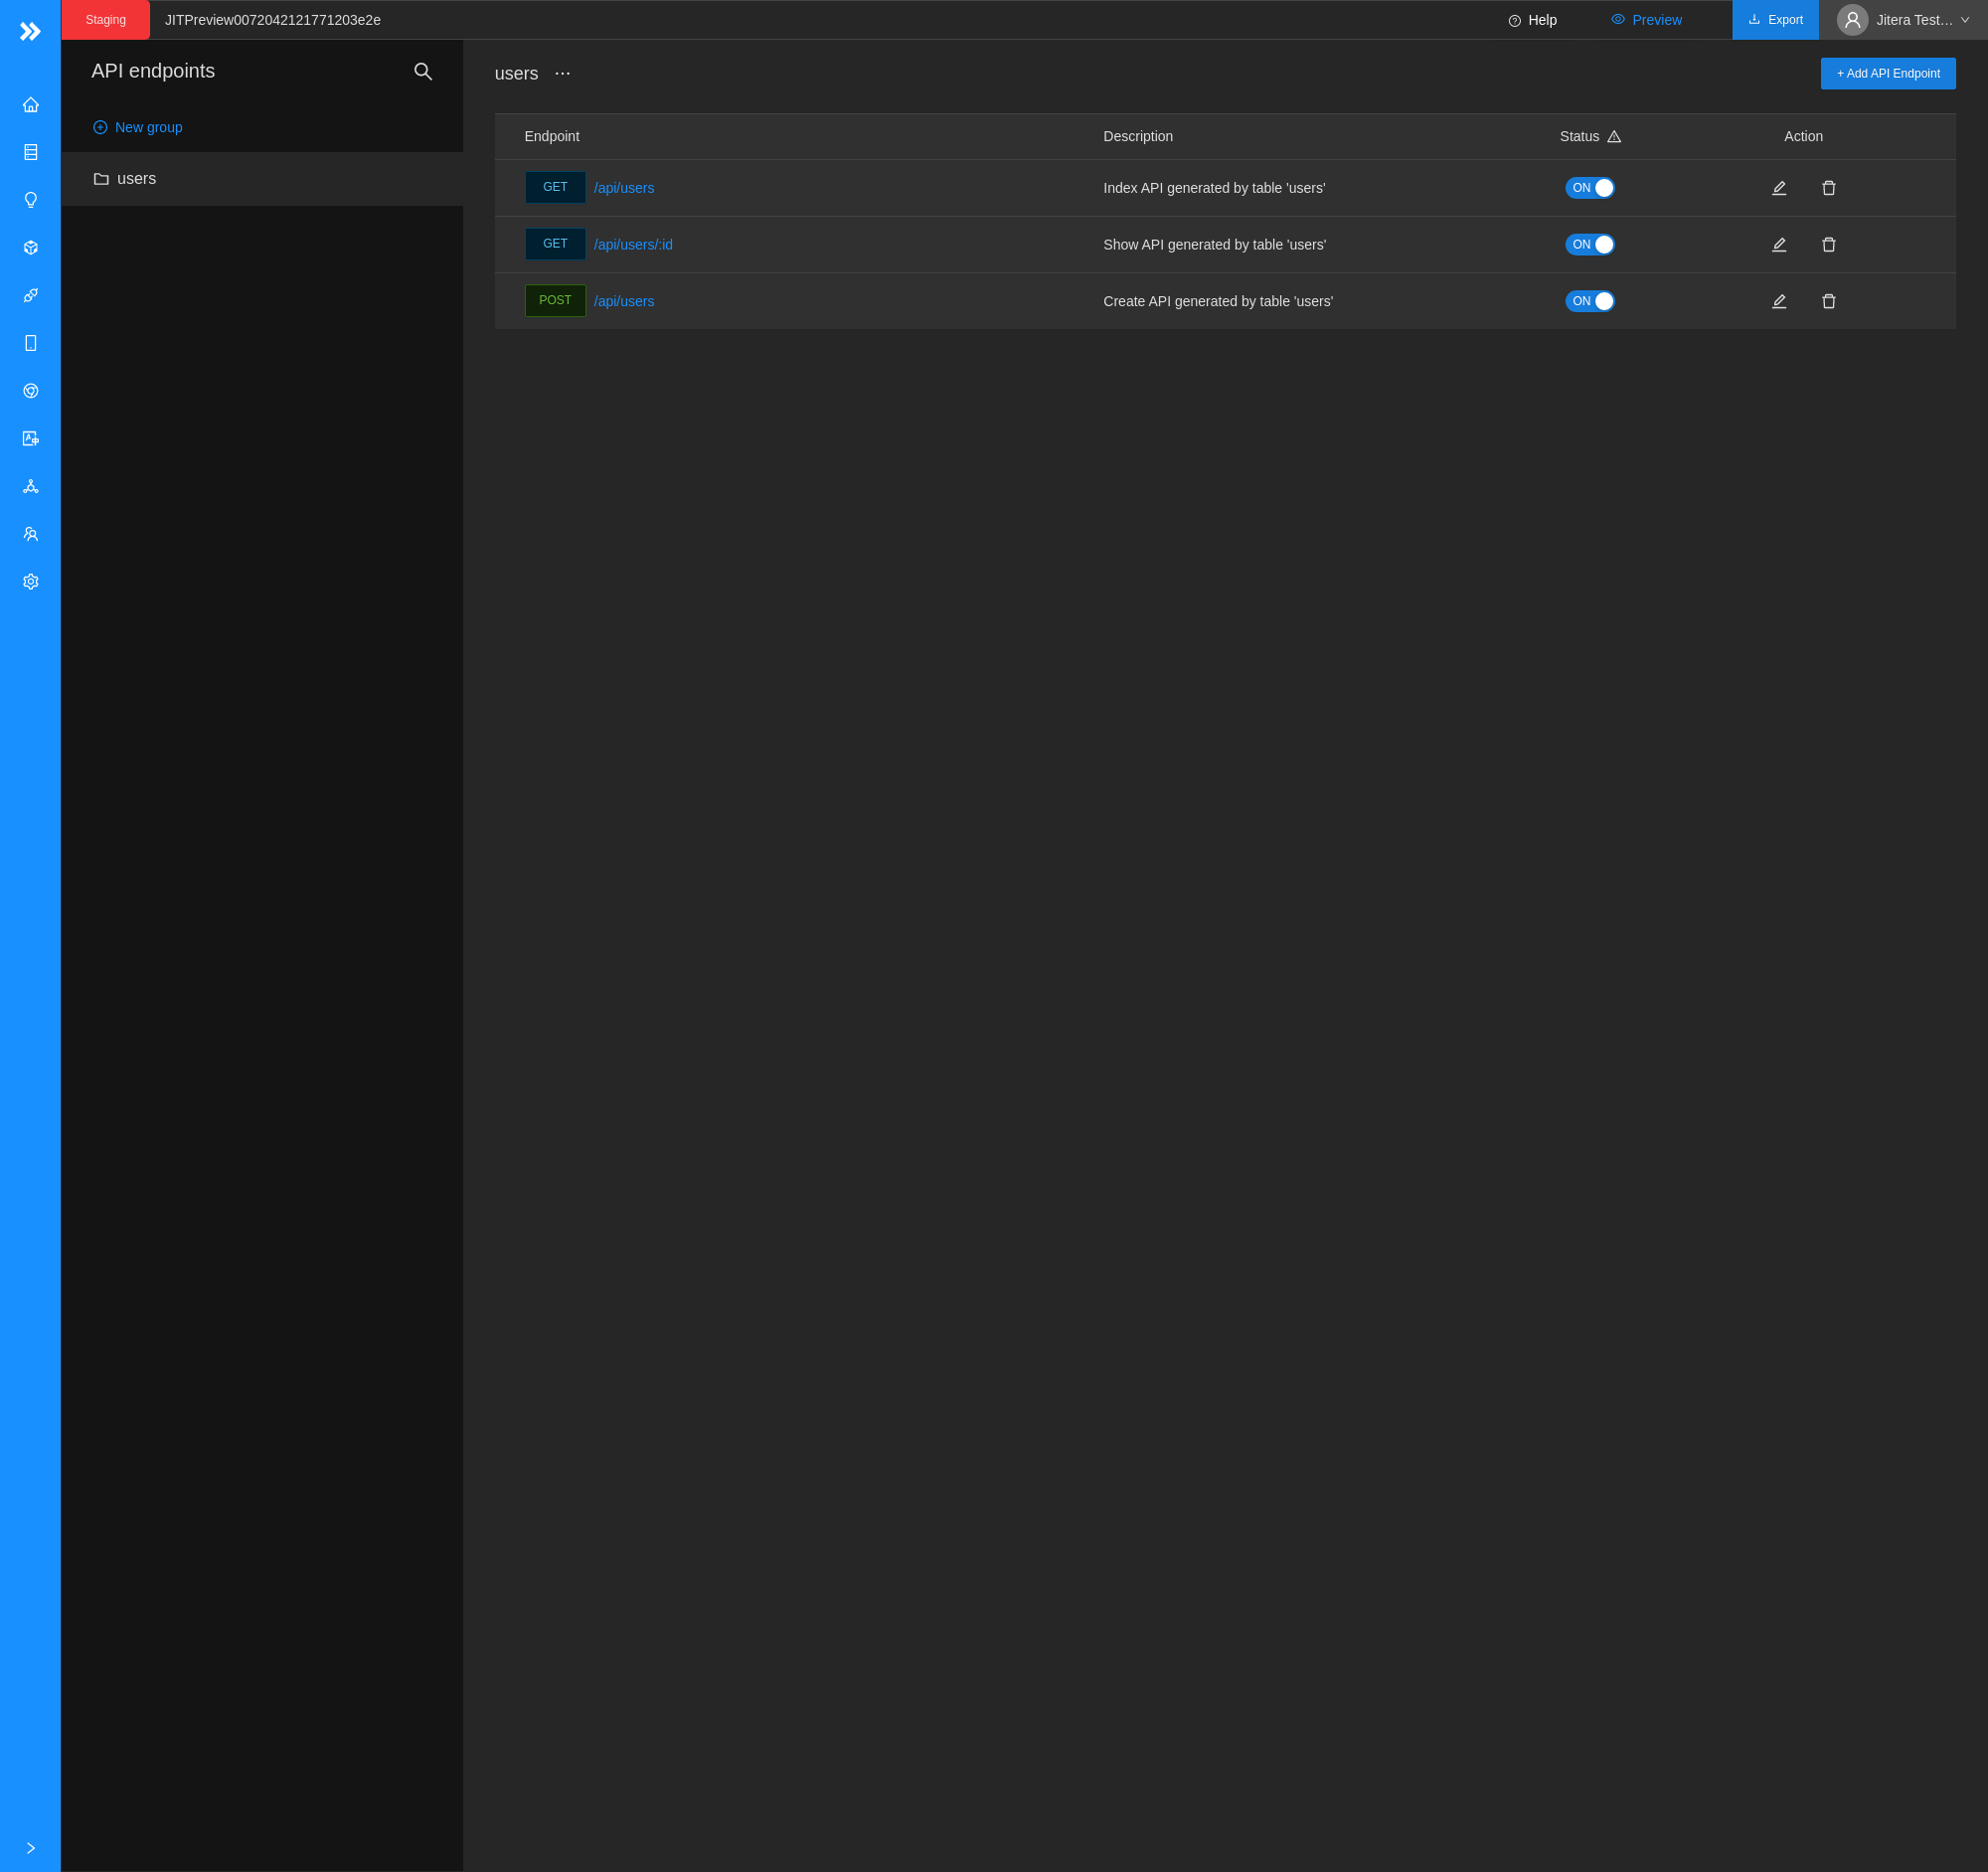 Staging JITPreview0072042121771203e2e Help Preview Export Jitera Test…
API endpoints
New group
users
users ···
+ Add API Endpoint
Endpoint Description Status Action
GET /api/users Index API generated by table 'users' ON
GET /api/users/:id Show API generated by table 'users' ON
POST /api/users Create API generated by table 'users' ON